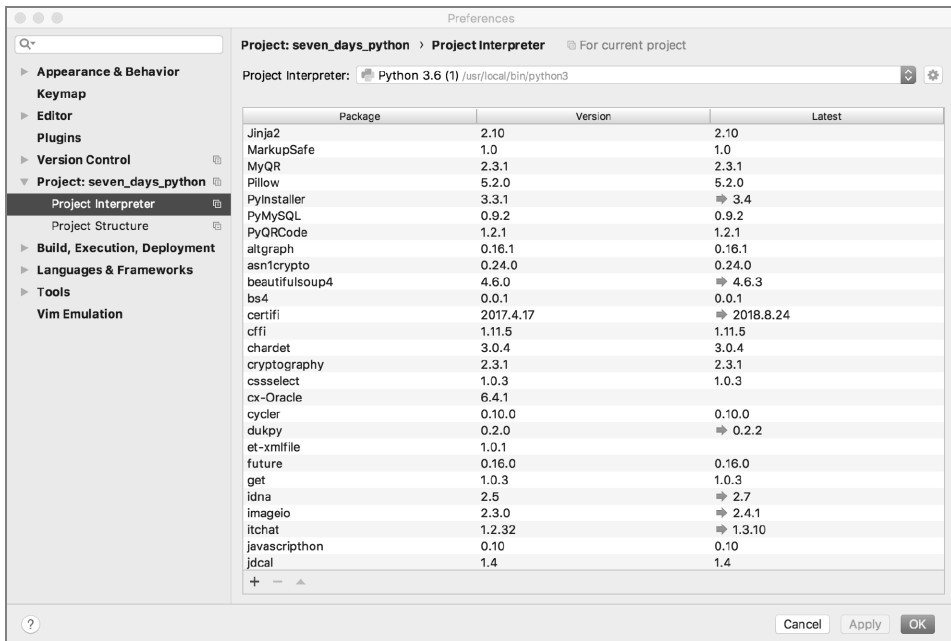 Preferences
Project: seven_days_python › Project Interpreter For current project
Appearance & Behavior
Keymap
Editor
Plugins
Version Control
Project: seven_days_python
Project Interpreter
Project Structure
Build, Execution, Deployment
Languages & Frameworks
Tools
Vim Emulation
Project Interpreter: Python 3.6 (1) /usr/local/bin/python3
Package Version Latest
Jinja2 2.10 2.10
MarkupSafe 1.0 1.0
MyQR 2.3.1 2.3.1
Pillow 5.2.0 5.2.0
PyInstaller 3.3.1 3.4
PyMySQL 0.9.2 0.9.2
PyQRCode 1.2.1 1.2.1
altgraph 0.16.1 0.16.1
asn1crypto 0.24.0 0.24.0
beautifulsoup4 4.6.0 4.6.3
bs4 0.0.1 0.0.1
certifi 2017.4.17 2018.8.24
cffi 1.11.5 1.11.5
chardet 3.0.4 3.0.4
cryptography 2.3.1 2.3.1
cssselect 1.0.3 1.0.3
cx-Oracle 6.4.1
cycler 0.10.0 0.10.0
dukpy 0.2.0 0.2.2
et-xmlfile 1.0.1
future 0.16.0 0.16.0
get 1.0.3 1.0.3
idna 2.5 2.7
imageio 2.3.0 2.4.1
itchat 1.2.32 1.3.10
javascripthon 0.10 0.10
jdcal 1.4 1.4
+ −
? Cancel Apply OK